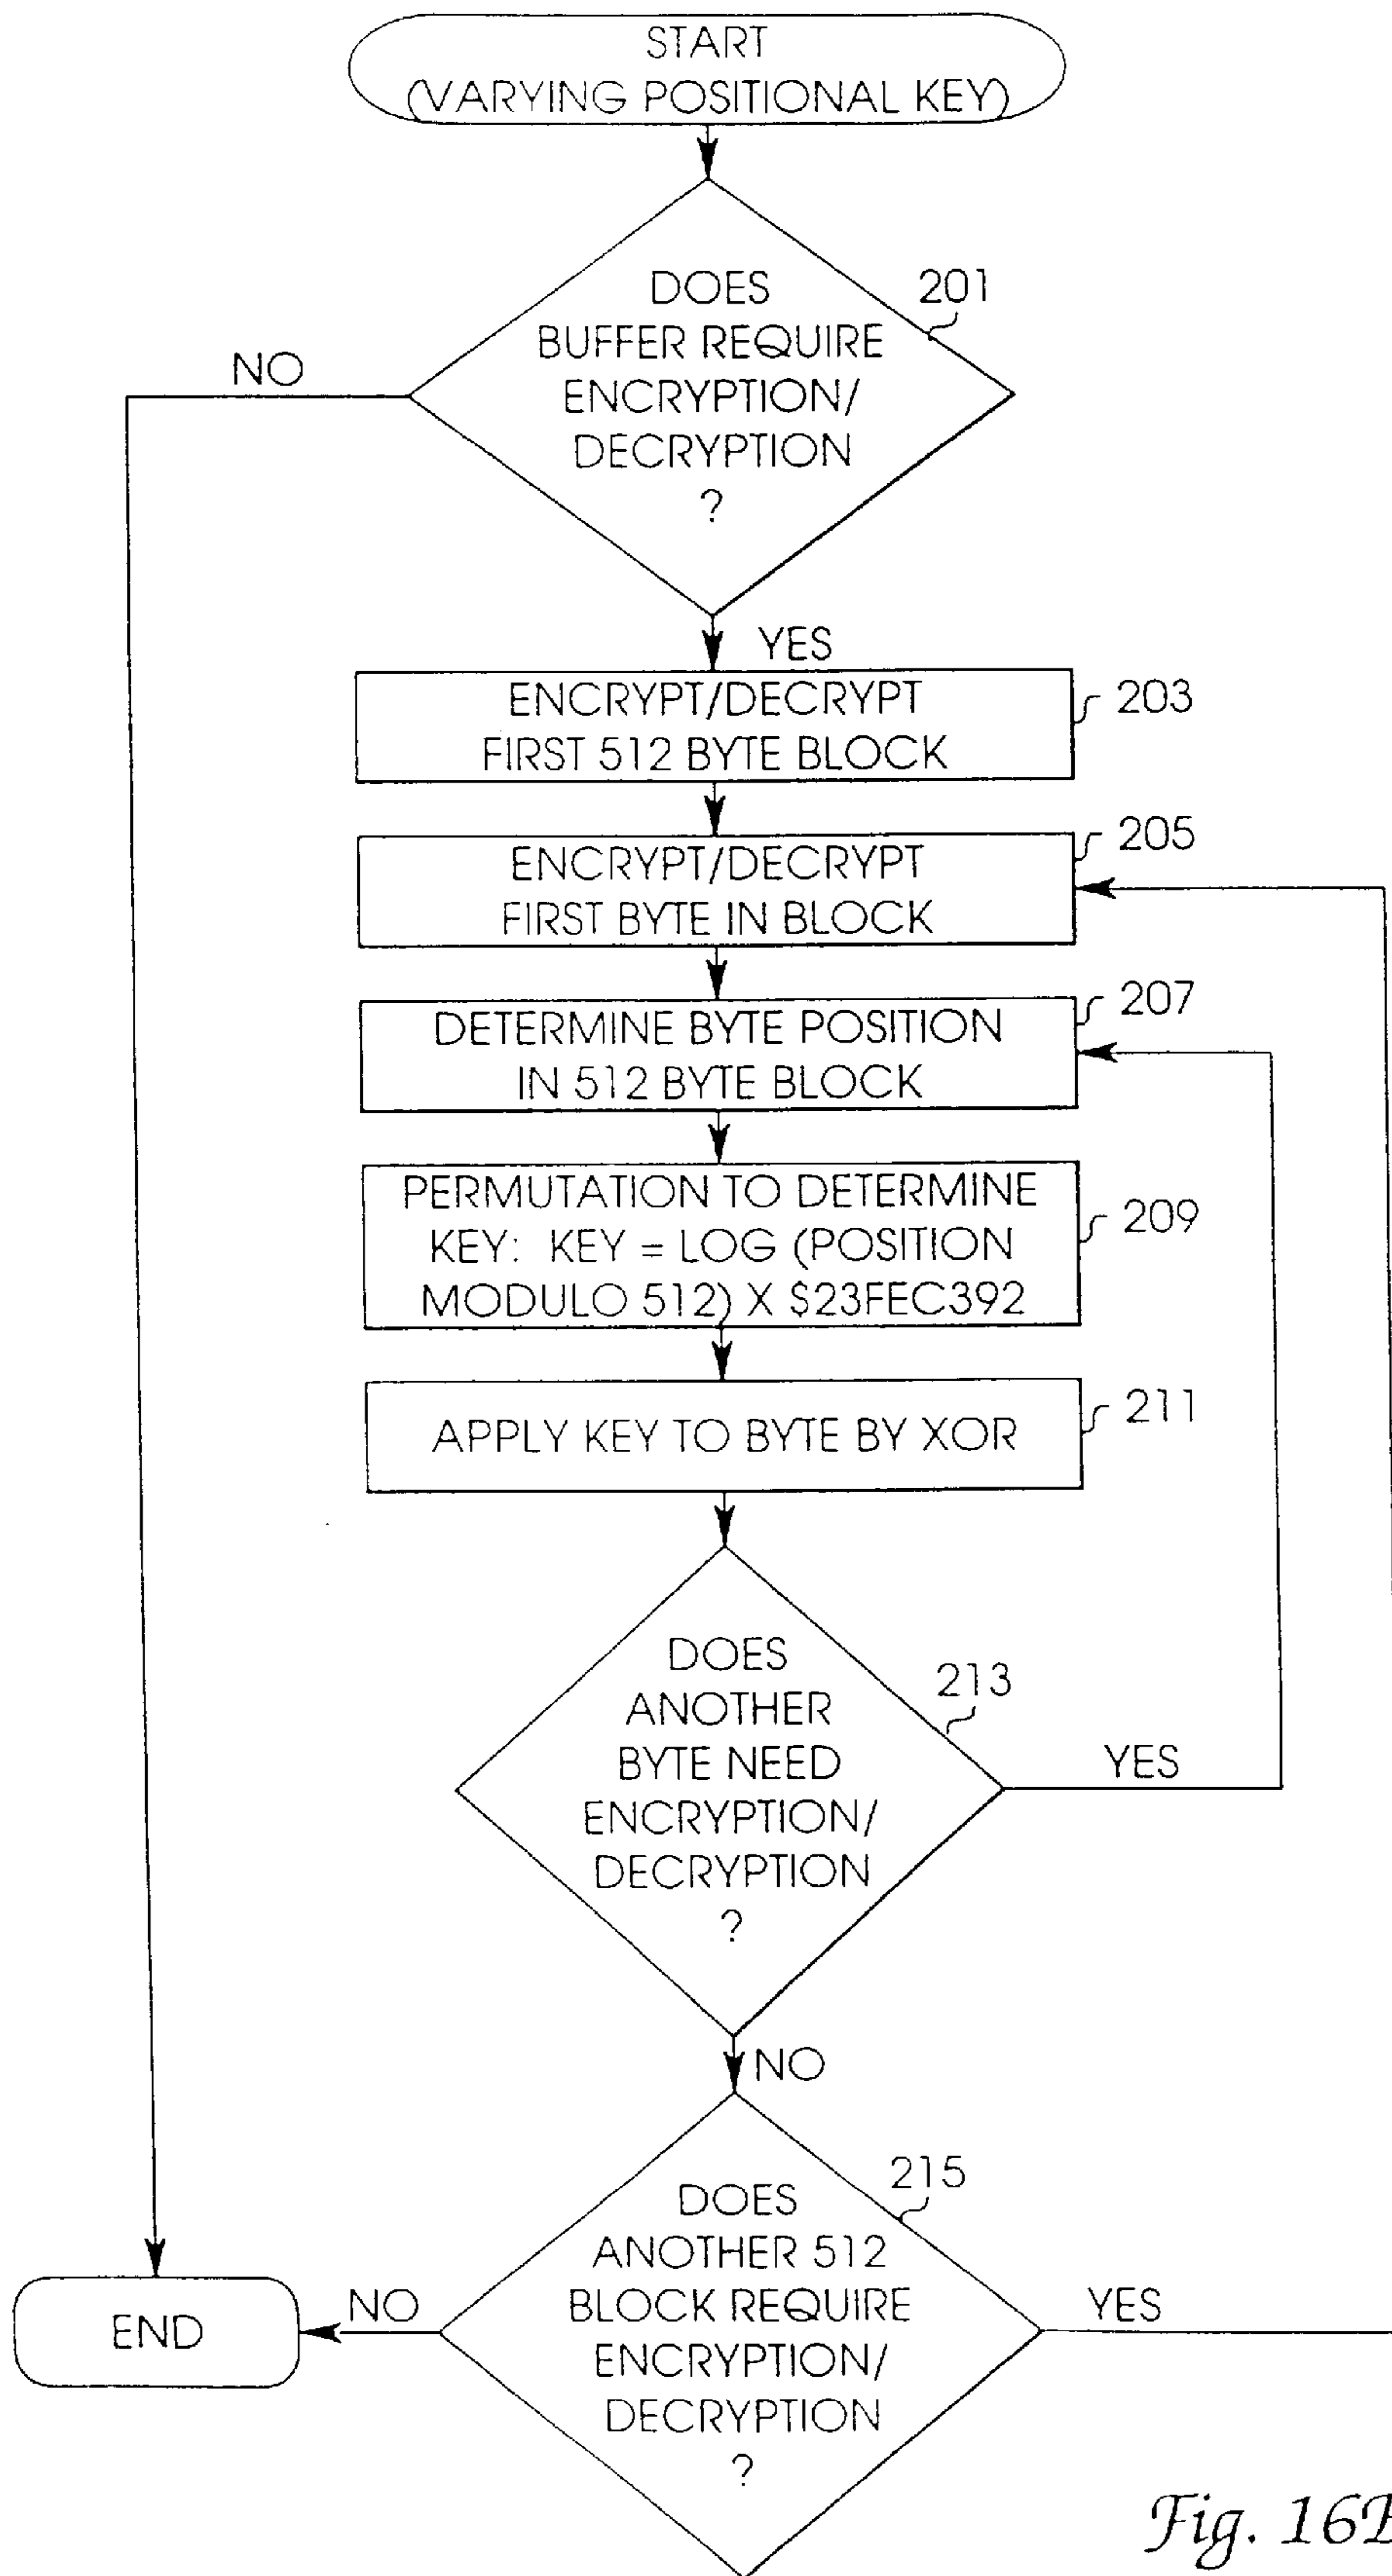 START
(VARYING POSITIONAL KEY)
DOES
BUFFER REQUIRE
ENCRYPTION/
DECRYPTION
?
201
NO
YES
ENCRYPT/DECRYPT
FIRST 512 BYTE BLOCK
203
ENCRYPT/DECRYPT
FIRST BYTE IN BLOCK
205
DETERMINE BYTE POSITION
IN 512 BYTE BLOCK
207
PERMUTATION TO DETERMINE
KEY: KEY = LOG (POSITION
MODULO 512) X $23FEC392
209
APPLY KEY TO BYTE BY XOR
211
DOES
ANOTHER
BYTE NEED
ENCRYPTION/
DECRYPTION
?
213
YES
NO
DOES
ANOTHER 512
BLOCK REQUIRE
ENCRYPTION/
DECRYPTION
?
215
YES
NO
END
Fig.